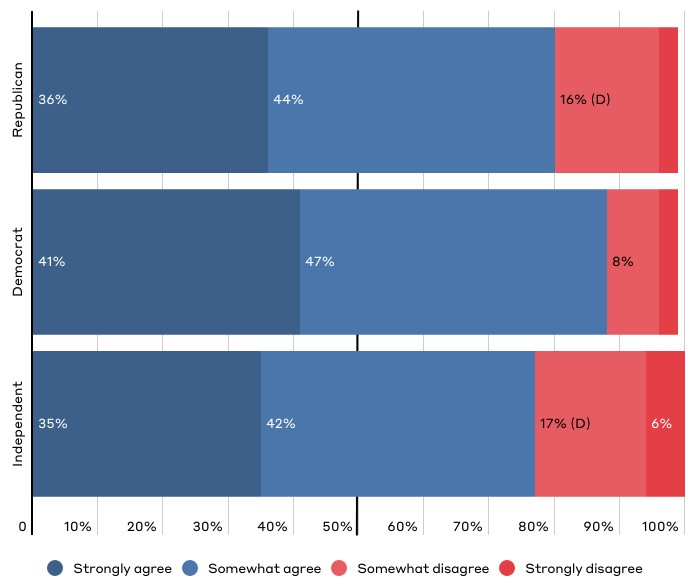 Republican
36%
44%
16% (D)
Democrat
41%
47%
8%
Independent
35%
42%
17% (D)
6%
0 10% 20% 30% 40% 50% 60% 70% 80% 90% 100%
Strongly agree Somewhat agree Somewhat disagree Strongly disagree